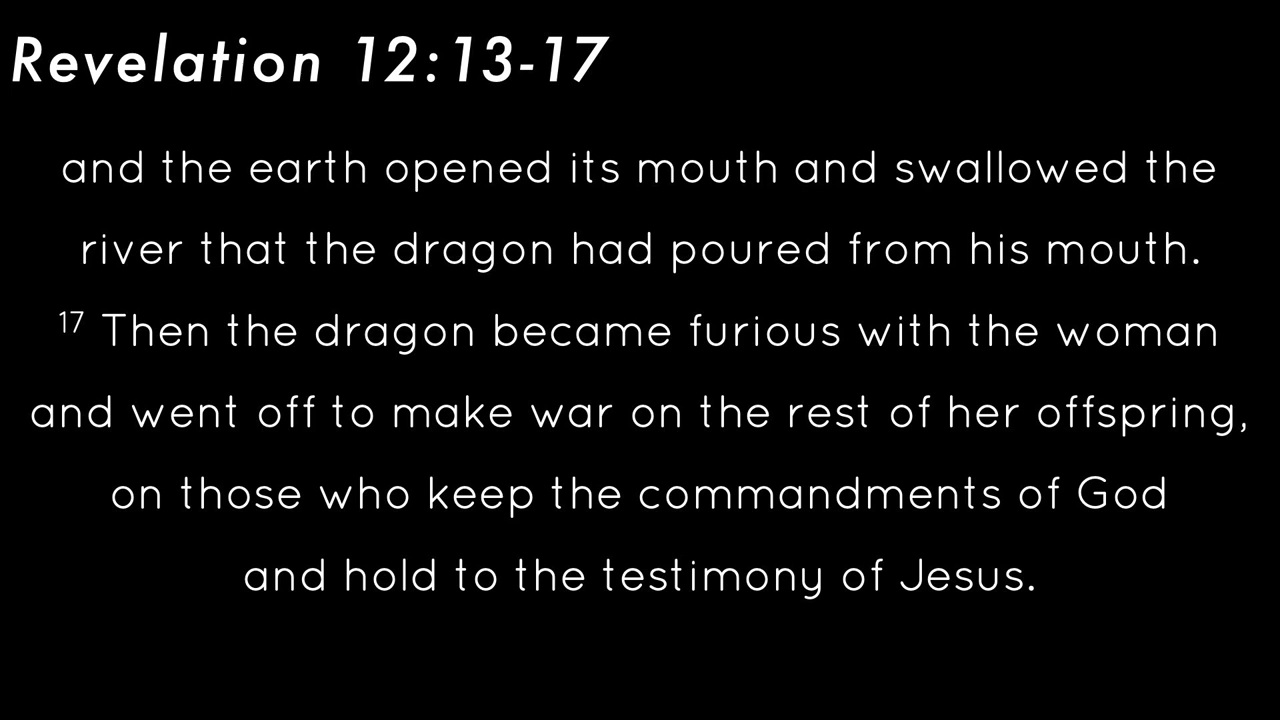 Revelation 12:13-17
and the earth opened its mouth and swallowed the
river that the dragon had poured from his mouth.
17 Then the dragon became furious with the woman
and went off to make war on the rest of her offspring,
on those who keep the commandments of God
and hold to the testimony of Jesus.